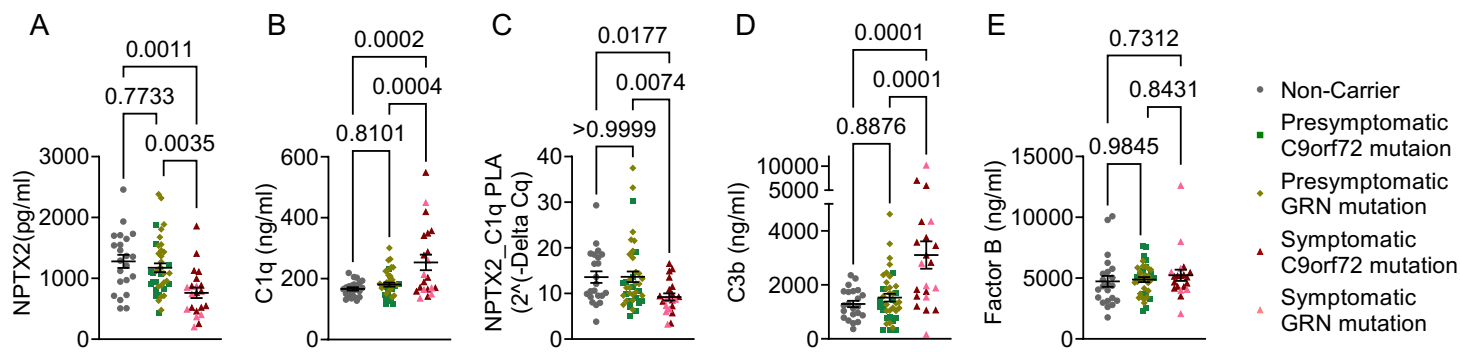 A
0.0011
0.7733
0.0035
NPTX2(pg/ml)
3000
2000
1000
0
B
0.0002
0.0004
0.8101
C1q (ng/ml)
600
400
200
0
C
0.0177
0.0074
>0.9999
NPTX2_C1q PLA
(2^(-Delta Cq)
40
30
20
10
0
D
0.0001
0.0001
0.8876
C3b (ng/ml)
10000
5000
4000
2000
0
E
0.7312
0.8431
0.9845
Factor B (ng/ml)
15000
10000
5000
0
Non-Carrier
Presymptomatic
C9orf72 mutaion
Presymptomatic
GRN mutation
Symptomatic
C9orf72 mutation
Symptomatic
GRN mutation